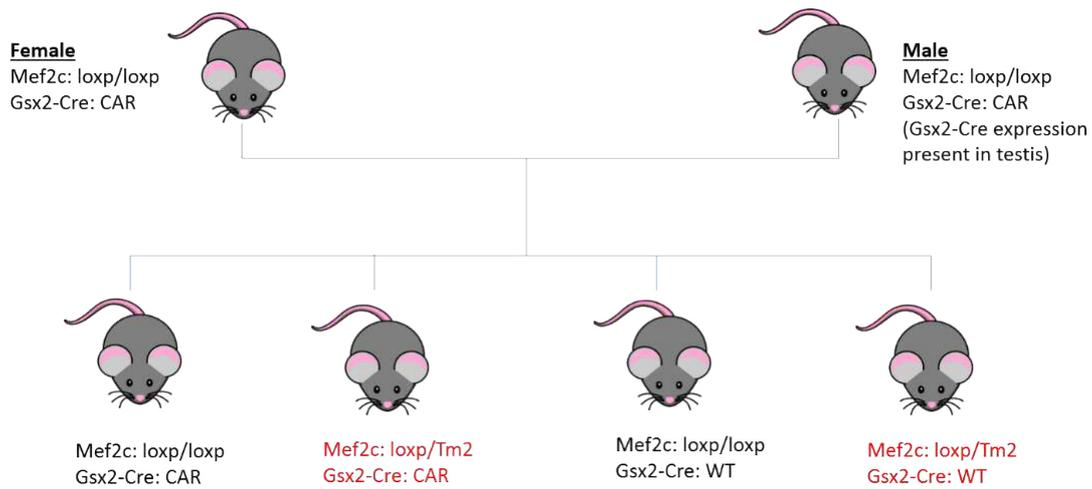 Female
Mef2c: loxp/loxp
Gsx2-Cre: CAR
Male
Mef2c: loxp/loxp
Gsx2-Cre: CAR
(Gsx2-Cre expression
present in testis)
Mef2c: loxp/loxp
Gsx2-Cre: CAR
Mef2c: loxp/Tm2
Gsx2-Cre: CAR
Mef2c: loxp/loxp
Gsx2-Cre: WT
Mef2c: loxp/Tm2
Gsx2-Cre: WT